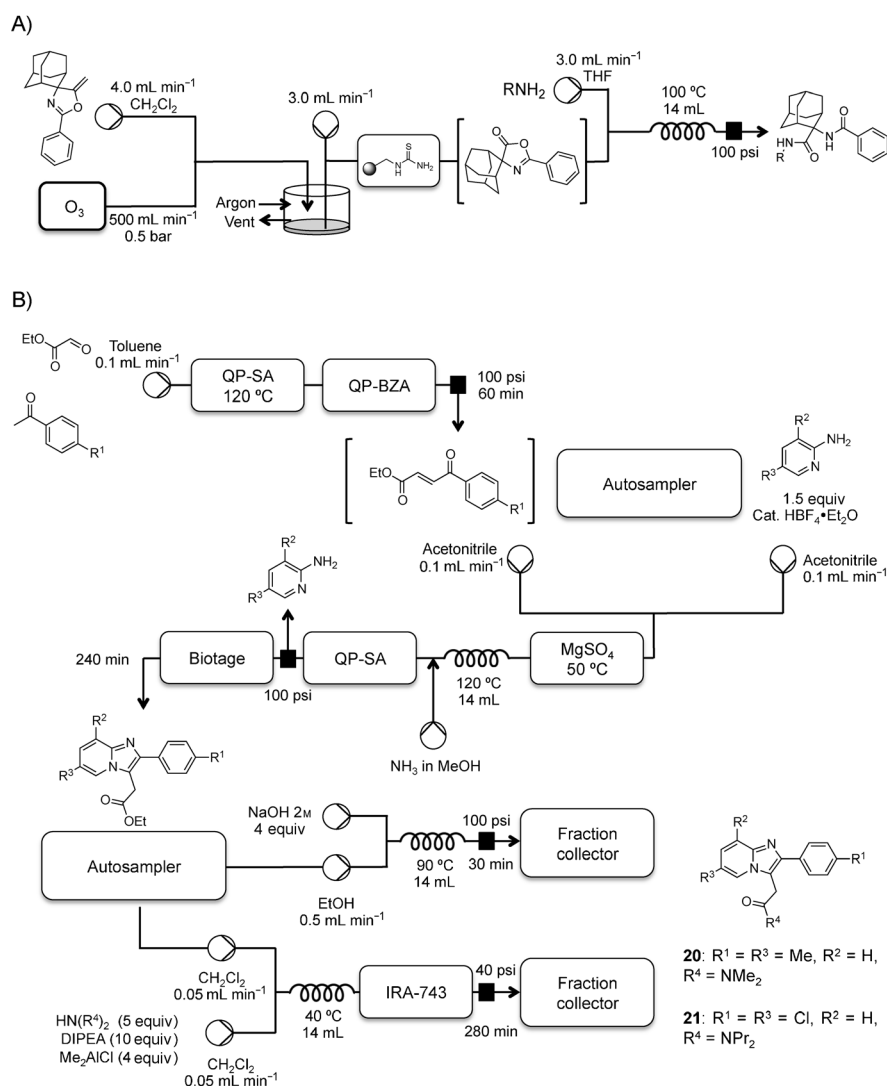 A)
4.0 mL min⁻¹
CH₂Cl₂
N
O
O₃
500 mL min⁻¹
0.5 bar
3.0 mL min⁻¹
Argon
Vent
S
N
H
NH₂
O
O
N
RNH₂
3.0 mL min⁻¹
THF
100 ºC
14 mL
100 psi
O
NH
HN
R
O
B)
EtO
O
O
O
R¹
Toluene
0.1 mL min⁻¹
QP-SA
120 ºC
QP-BZA
100 psi
60 min
EtO
O
O
R¹
Autosampler
R²
NH₂
R³
N
1.5 equiv
Cat. HBF₄•Et₂O
Acetonitrile
0.1 mL min⁻¹
Acetonitrile
0.1 mL min⁻¹
R²
NH₂
R³
N
240 min
Biotage
100 psi
QP-SA
120 ºC
14 mL
MgSO₄
50 ºC
NH₃ in MeOH
R²
N
R¹
R³
N
O
OEt
Autosampler
NaOH 2M
4 equiv
EtOH
0.5 mL min⁻¹
90 ºC
14 mL
100 psi
30 min
Fraction
collector
CH₂Cl₂
0.05 mL min⁻¹
HN(R⁴)₂ (5 equiv)
DIPEA (10 equiv)
Me₂AlCl (4 equiv)
CH₂Cl₂
0.05 mL min⁻¹
40 ºC
14 mL
IRA-743
40 psi
280 min
Fraction
collector
R²
N
R¹
R³
N
O
R⁴
20: R¹ = R³ = Me, R² = H,
R⁴ = NMe₂
21: R¹ = R³ = Cl, R² = H,
R⁴ = NPr₂